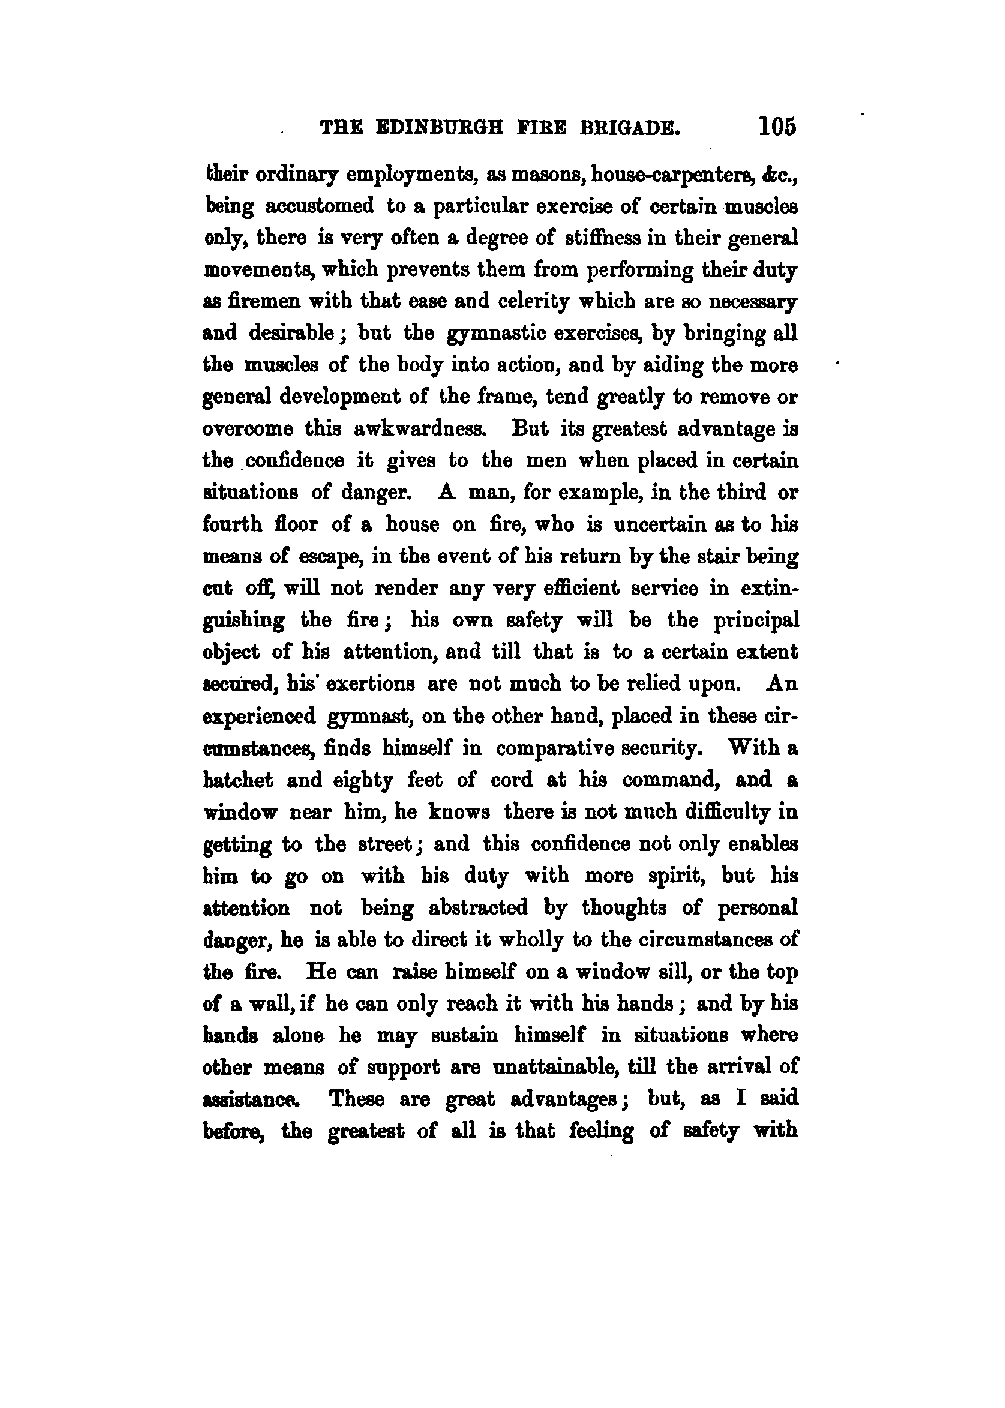 THE EDINBURGH FIRE BRIGADE. 105
their ordinary employments, as masons, house-carpenters, &c.,
being accustomed to a particular exercise of certain muscles
only, there is very often a degree of stiffness in their general
movements, which prevents them from performing their duty
as firemen with that ease and celerity which are so necessary
and desirable; but the gymnastic exercises, by bringing all
the muscles of the body into action, and by aiding the more
general development of the frame, tend greatly to remove or
overcome this awkwardness. But its greatest advantage is
the confidence it gives to the men when placed in certain
situations of danger. A man, for example, in the third or
fourth floor of a house on fire, who is uncertain as to his
means of escape, in the event of his return by the stair being
cut off, will not render any very efficient service in extin-
guishing the fire; his own safety will be the principal
object of his attention, and till that is to a certain extent
secured, his exertions are not much to be relied upon. An
experienced gymnast, on the other hand, placed in these cir-
cumstances, finds himself in comparative security. With a
hatchet and eighty feet of cord at his command, and a
window near him, he knows there is not much difficulty in
getting to the street; and this confidence not only enables
him to go on with his duty with more spirit, but his
attention not being abstracted by thoughts of personal
danger, he is able to direct it wholly to the circumstances of
the fire. He can raise himself on a window sill, or the top
of a wall, if he can only reach it with his hands; and by his
hands alone he may sustain himself in situations where
other means of support are unattainable, till the arrival of
assistance. These are great advantages; but, as I said
before, the greatest of all is that feeling of safety with